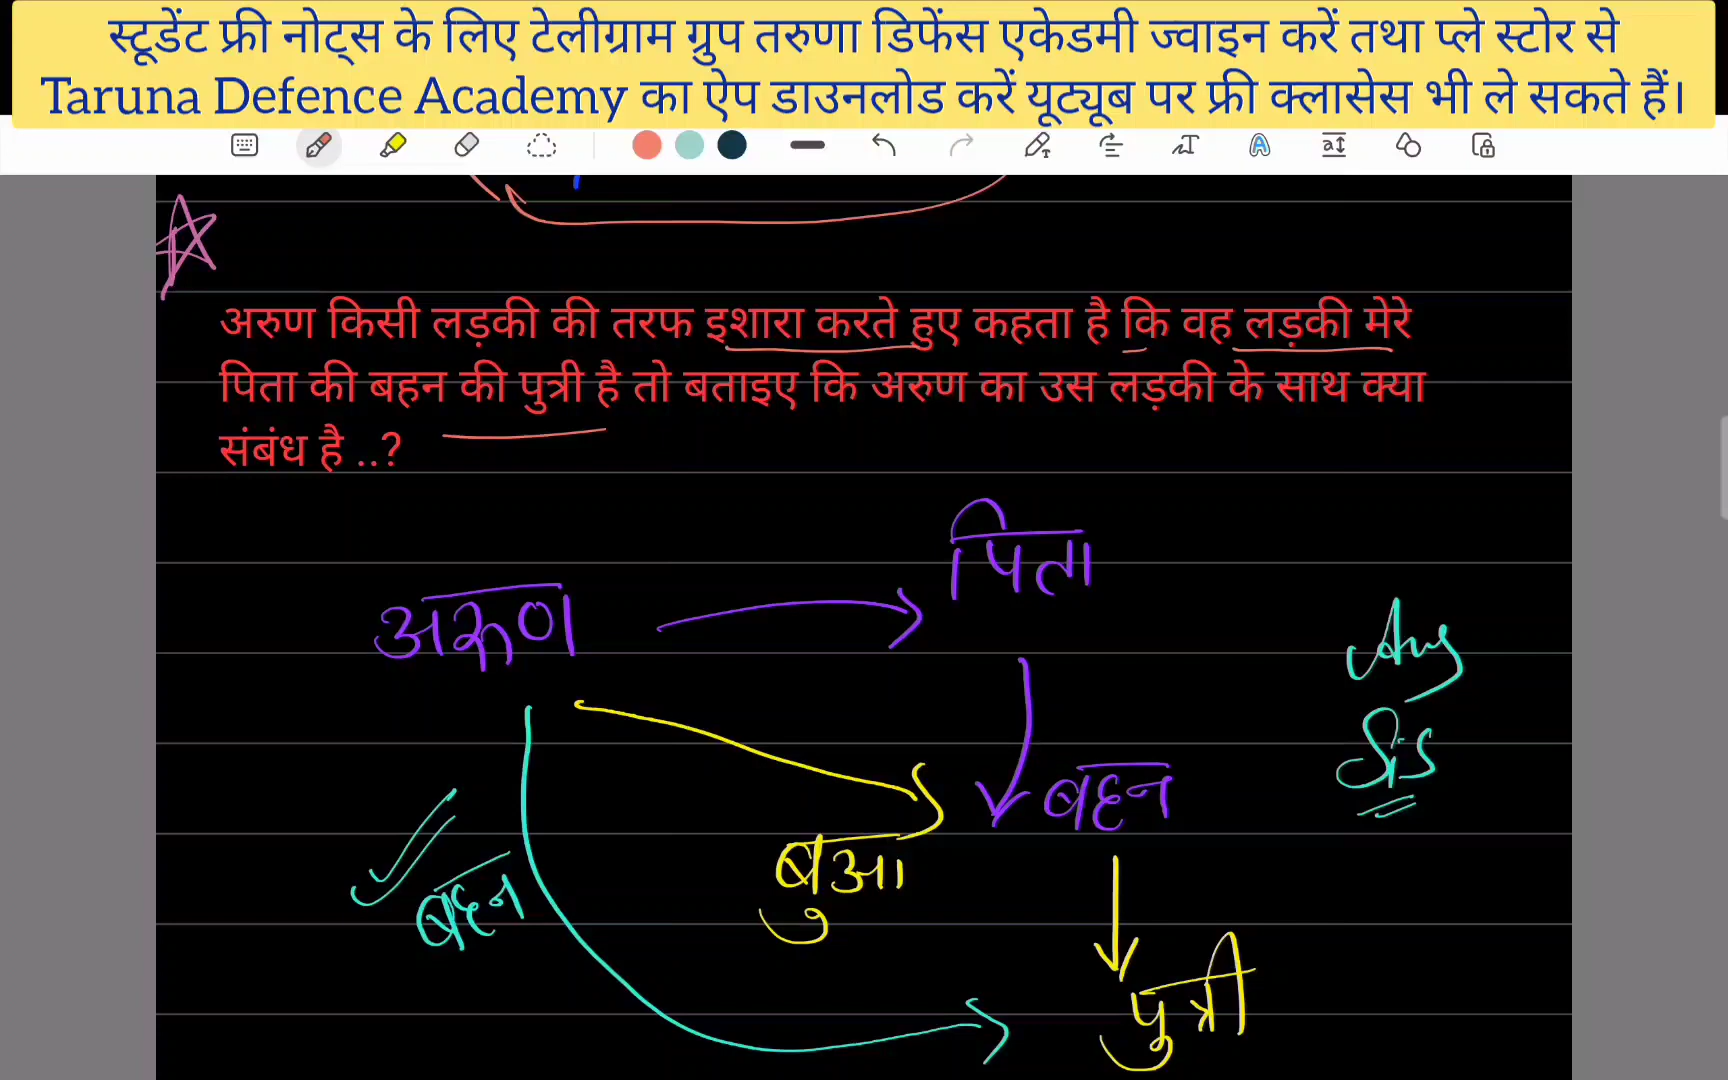 स्टूडेंट फ्री नोट्स के लिए टेलीग्राम ग्रुप तरुणा डिफेंस एकेडमी ज्वाइन करें तथा प्ले स्टोर से
Taruna Defence Academy का ऐप डाउनलोड करें यूट्यूब पर फ्री क्लासेस भी ले सकते हैं।
अरुण किसी लड़की की तरफ इशारा करते हुए कहता है कि वह लड़की मेरे
पिता की बहन की पुत्री है तो बताइए कि अरुण का उस लड़की के साथ क्या
संबंध है ..?
पिता
अरुण
Ans
Sis
बहन
बुआ
बहन
पुत्री